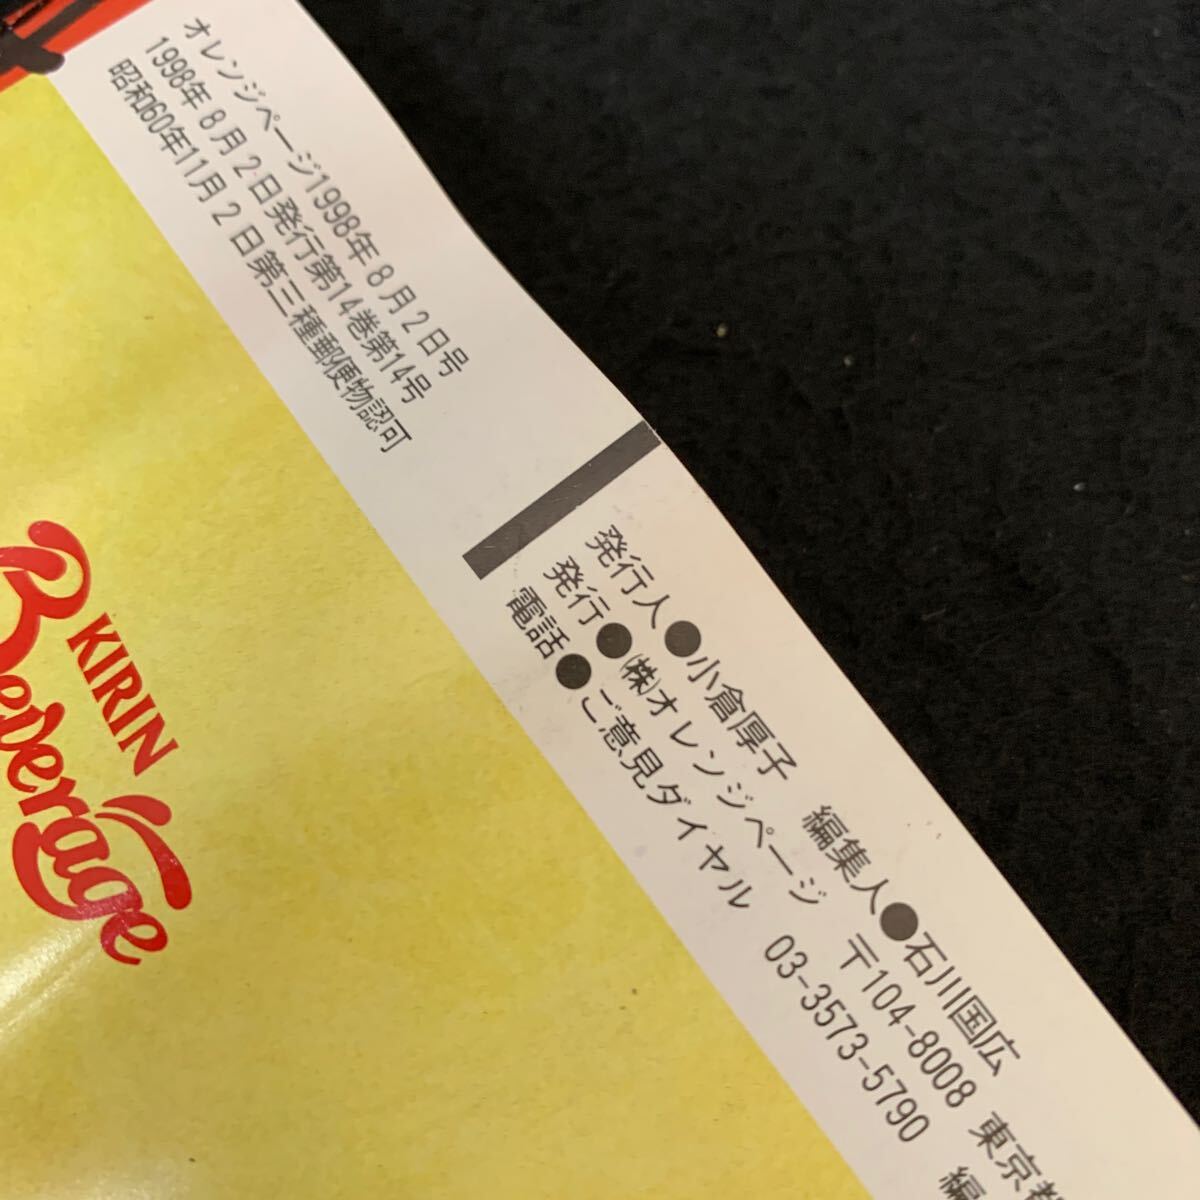 オレンジページ1998年8月2日号
1998年8月2日発行第14巻第14号
昭和60年11月2日第三種郵便物認可
発行人●小倉厚子 編集人●石川国広
発行●㈱オレンジページ 〒104-8008 東京都
電話●ご意見ダイヤル 03-3573-5790 編
KIRIN
Beverage